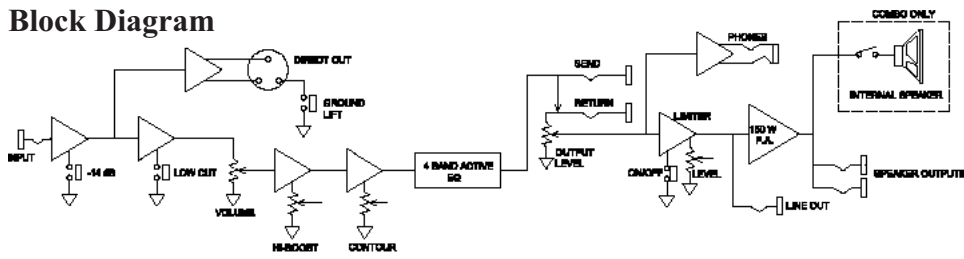 Block Diagram
COMBO ONLY
PHONES
DIRECT OUT
SEND
GROUND
LIFT
RETURN
INTERNAL SPEAKER
LIMITER
150 W
P.A.
INPUT
-14 dB
LOW CUT
OUTPUT
LEVEL
4 BAND ACTIVE
EQ
ON/OFF
LEVEL
SPEAKER OUTPUTS
VOLUME
LINE OUT
HI-BOOST
CONTOUR